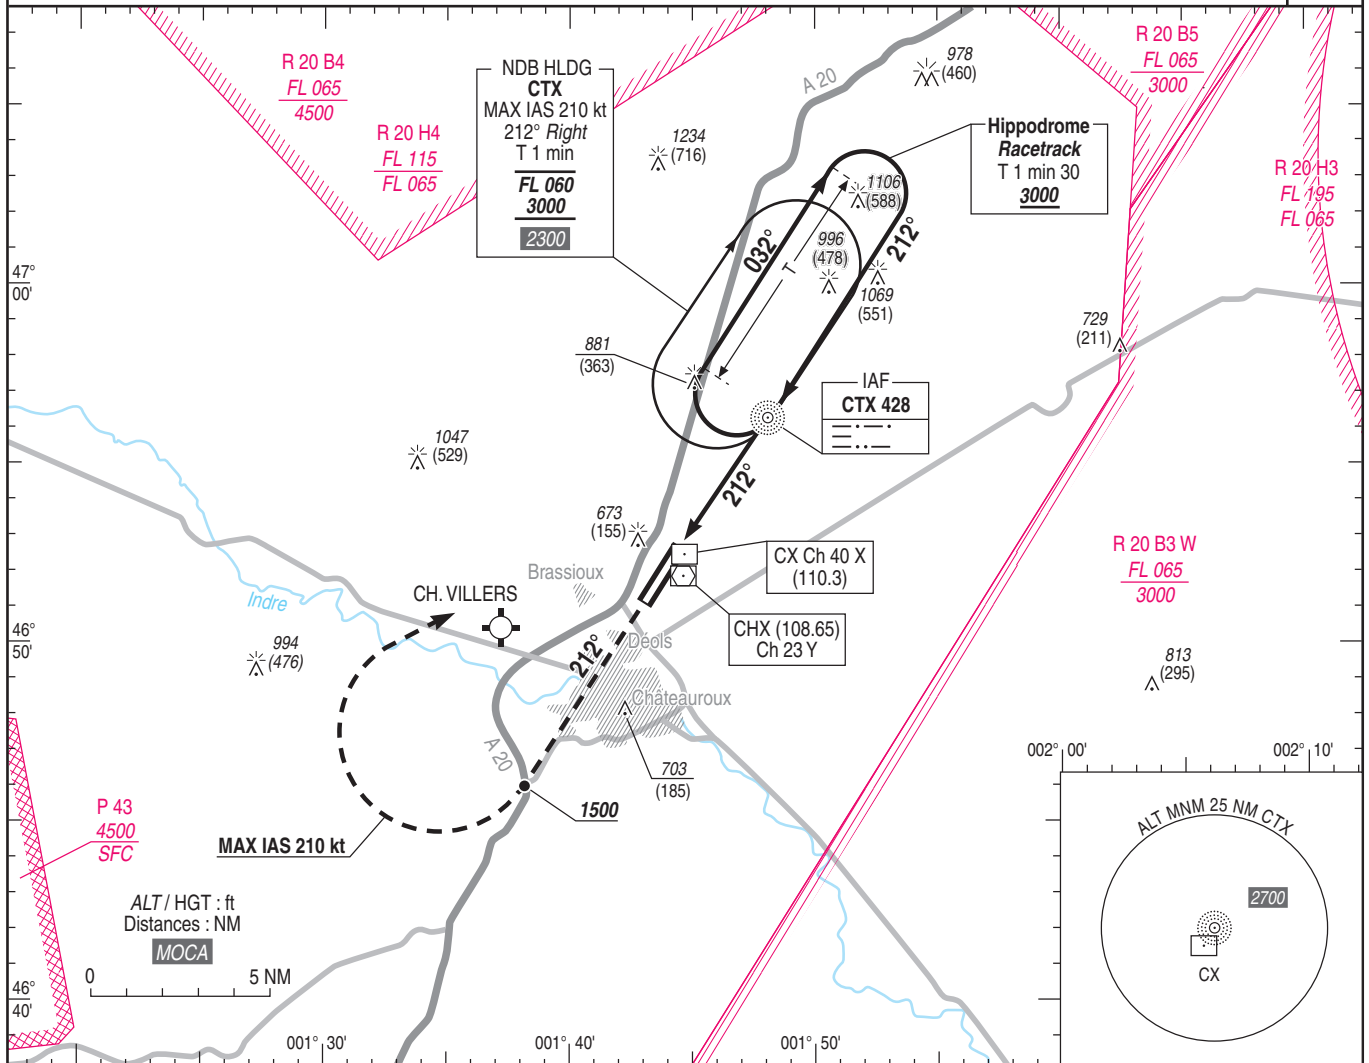 R 20 B4
FL 065
4500
R 20 H4
FL 115
FL 065
NDB HLDG
CTX
MAX IAS 210 kt
212° Right
T 1 min
FL 060
3000
2300
A 20
978
(460)
1234
(716)
Hippodrome
Racetrack
T 1 min 30
3000
R 20 B5
FL 065
3000
R 20 H3
FL 195
FL 065
1106
(588)
032°
T
212°
996
(478)
1069
(551)
47°
00'
729
(211)
881
(363)
IAF
CTX 428
1047
(529)
212°
673
(155)
CX Ch 40 X
(110.3)
R 20 B3 W
FL 065
3000
Brassioux
CH. VILLERS
Indre
CHX (108.65)
Ch 23 Y
46°
50'
994
(476)
212°
Déols
813
(295)
Châteauroux
A 20
703
(185)
002° 00'
002° 10'
1500
P 43
4500
SFC
MAX IAS 210 kt
ALT MNM 25 NM CTX
2700
CX
ALT / HGT : ft
Distances : NM
MOCA
0
5 NM
46°
40'
001° 30'
001° 40'
001° 50'